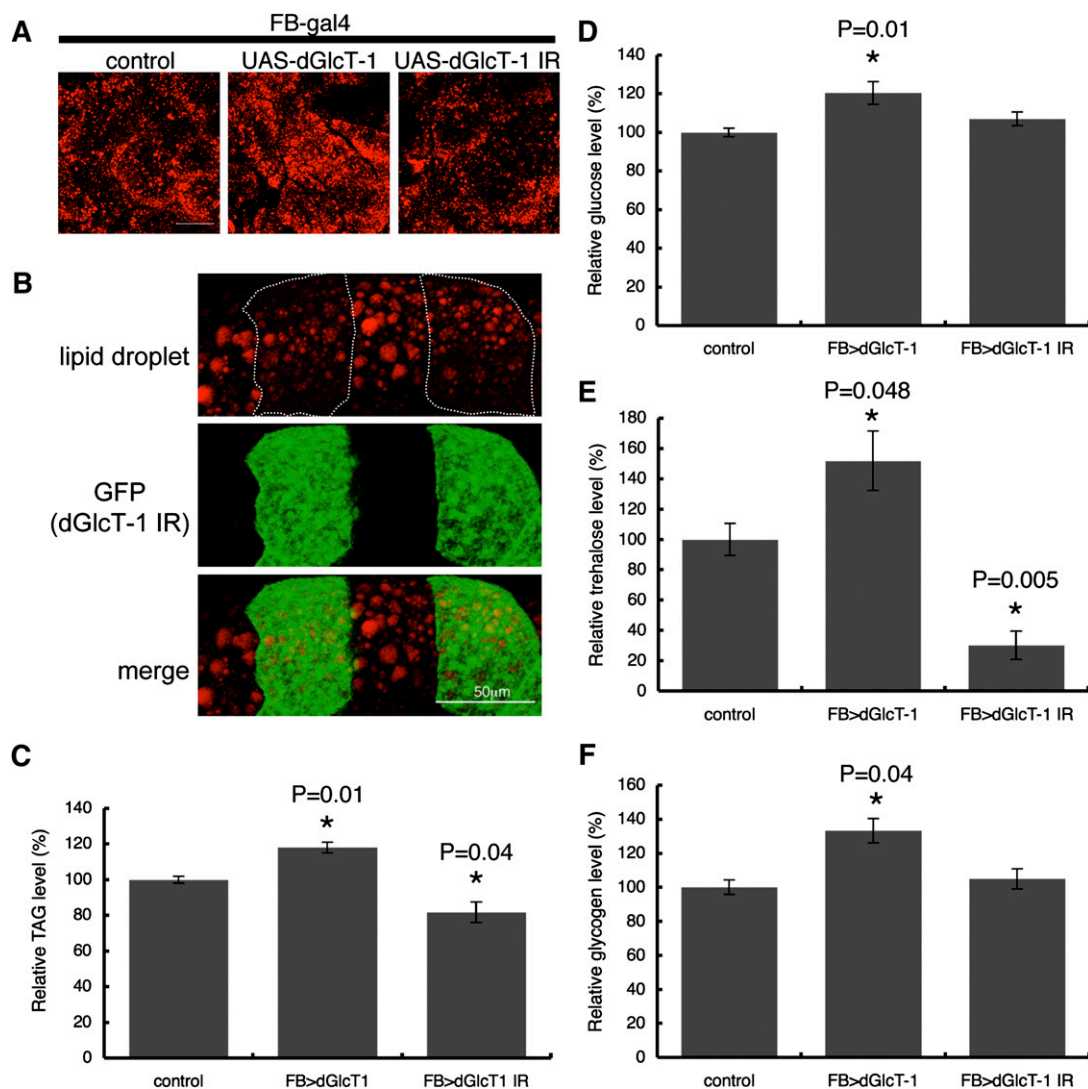 A
FB-gal4
control UAS-dGlcT-1 UAS-dGlcT-1 IR
B
lipid droplet
GFP
(dGlcT-1 IR)
merge
50μm
C
Relative TAG level (%)
140
120
100
80
60
40
20
0
P=0.01
*
P=0.04
*
control FB>dGlcT1 FB>dGlcT1 IR
D
Relative glucose level (%)
140
120
100
80
60
40
20
0
P=0.01
*
control FB>dGlcT-1 FB>dGlcT-1 IR
E
Relative trehalose level (%)
180
160
140
120
100
80
60
40
20
0
P=0.048
*
P=0.005
*
control FB>dGlcT-1 FB>dGlcT-1 IR
F
Relative glycogen level (%)
160
140
120
100
80
60
40
20
0
P=0.04
*
control FB>dGlcT-1 FB>dGlcT-1 IR